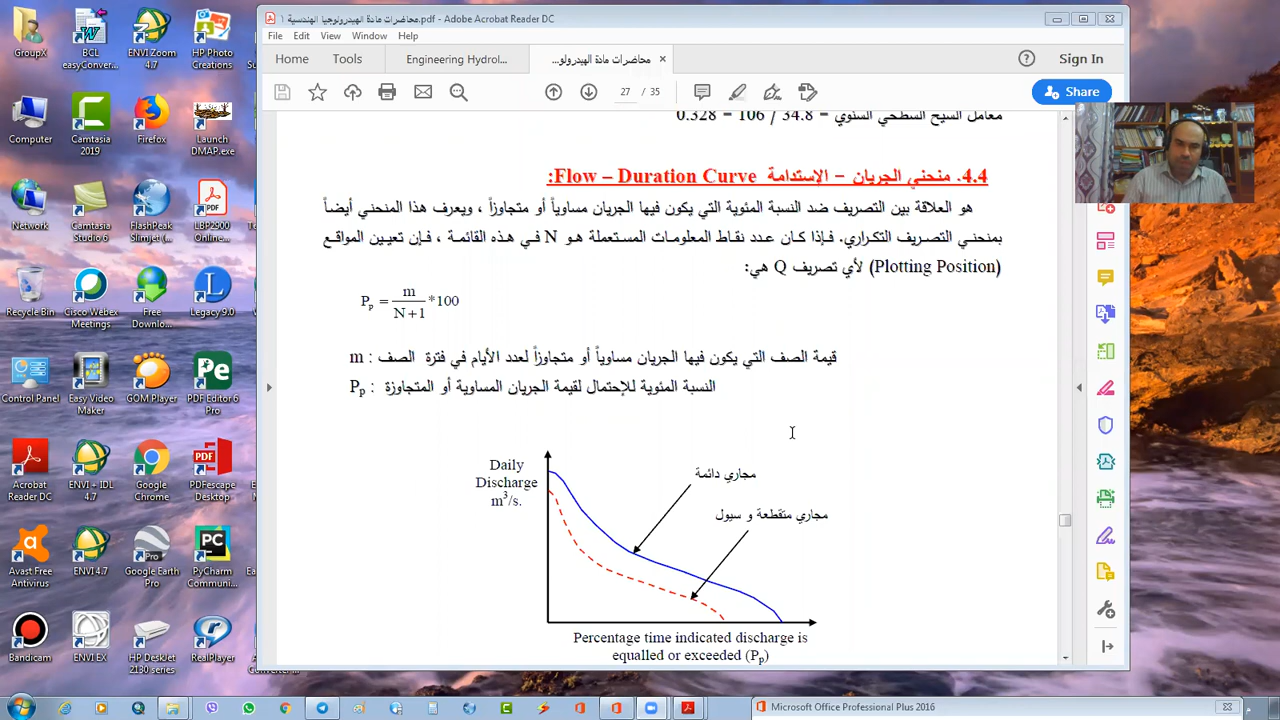 محاضرات مادة الهيدرولوجيا الهندسية ١.pdf - Adobe Acrobat Reader DC
File Edit View Window Help
Home Tools Engineering Hydrol... محاضرات مادة الهيدرولو... × Sign In
27 / 35 Share
معامل السيح السطحي السنوي = 34.8 / 106 = 0.328
4.4. منحني الجريان – الإستدامة Flow – Duration Curve:
هو العلاقة بين التصريف ضد النسبة المئوية التي يكون فيها الجريان مساوياً أو متجاوزاً ، ويعرف هذا المنحني أيضاً
بمنحني التصريف التكراري. فإذا كان عدد نقاط المعلومات المستعملة هو N في هذه القائمة ، فإن تعيين المواقع
(Plotting Position) لأي تصريف Q هي:
Pp = m / N+1 *100
m : قيمة الصف التي يكون فيها الجريان مساوياً أو متجاوزاً لعدد الأيام في فترة الصف
Pp : النسبة المئوية للإحتمال لقيمة الجريان المساوية أو المتجاوزة
Daily
Discharge
m3/s.
مجاري دائمة
مجاري متقطعة و سيول
Percentage time indicated discharge is
equalled or exceeded (Pp)
GroupX
BCL easyConver...
ENVI Zoom 4.7
HP Photo Creations
Computer
Camtasia 2019
Firefox
Launch DMAP.exe
Network
Camtasia Studio 6
FlashPeak Slimjet (...
LBP2900 Online...
Recycle Bin
Cisco Webex Meetings
Free Downlo...
Legacy 9.0
Control Panel
Easy Video Maker
GOM Player
PDF Editor 6 Pro
Acrobat Reader DC
ENVI + IDL 4.7
Google Chrome
PDFescape Desktop
Avast Free Antivirus
ENVI 4.7
Google Earth Pro
PyCharm Communi...
Bandicam
ENVI EX
HP DeskJet 2130 series
RealPlayer
Microsoft Office Professional Plus 2016